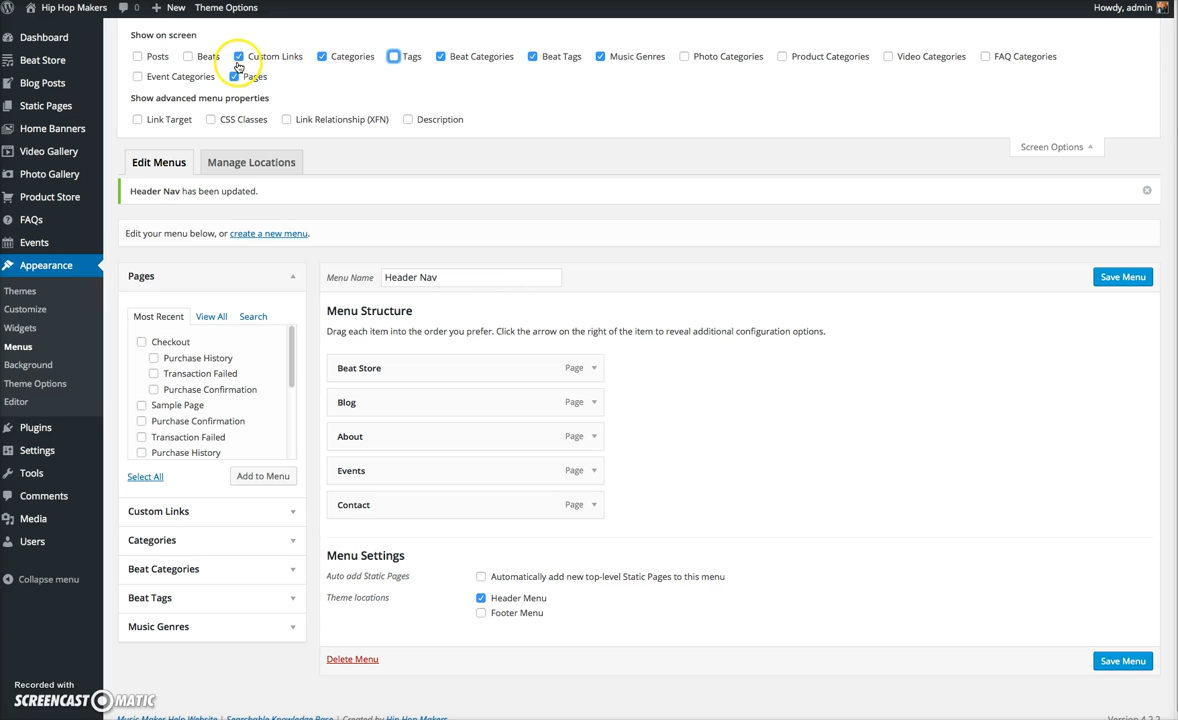 Hip Hop Makers 0 New Theme Options Howdy, admin
Dashboard
Beat Store
Blog Posts
Static Pages
Home Banners
Video Gallery
Photo Gallery
Product Store
FAQs
Events
Appearance
Themes
Customize
Widgets
Menus
Background
Theme Options
Editor
Plugins
Settings
Tools
Comments
Media
Users
Collapse menu
Recorded with
SCREENCAST-O-MATIC
Show on screen
Posts Beats Custom Links Categories Tags Beat Categories Beat Tags Music Genres Photo Categories Product Categories Video Categories FAQ Categories
Event Categories Pages
Show advanced menu properties
Link Target CSS Classes Link Relationship (XFN) Description
Screen Options
Edit Menus Manage Locations
Header Nav has been updated.
Edit your menu below, or create a new menu.
Pages
Most Recent View All Search
Checkout
Purchase History
Transaction Failed
Purchase Confirmation
Sample Page
Purchase Confirmation
Transaction Failed
Purchase History
Select All Add to Menu
Custom Links
Categories
Beat Categories
Beat Tags
Music Genres
Menu Name Header Nav Save Menu
Menu Structure
Drag each item into the order you prefer. Click the arrow on the right of the item to reveal additional configuration options.
Beat Store Page
Blog Page
About Page
Events Page
Contact Page
Menu Settings
Auto add Static Pages Automatically add new top-level Static Pages to this menu
Theme locations Header Menu
Footer Menu
Delete Menu Save Menu
Music Maker Help Website | Searchable Knowledge Base | Created by Hip Hop Makers Version 4.2.2